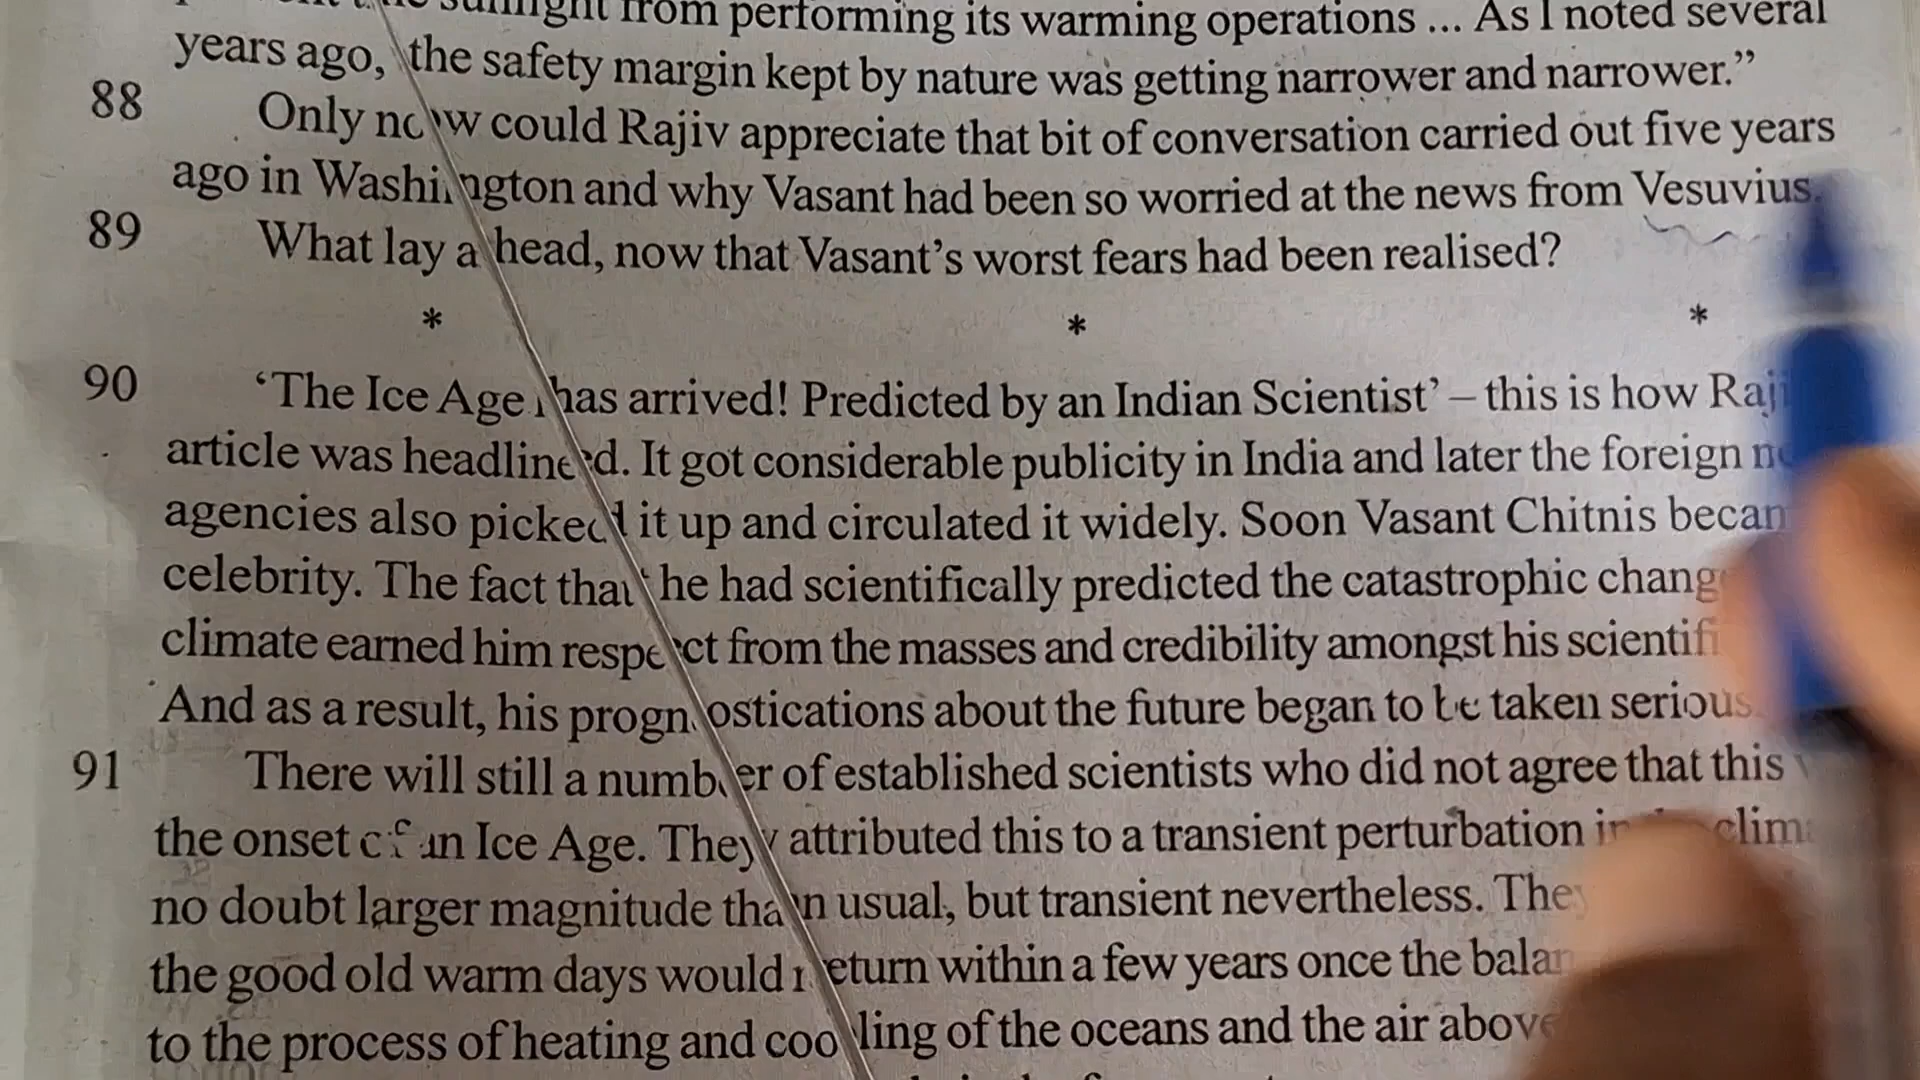 sunlight from performing its warming operations ... As I noted several
years ago, the safety margin kept by nature was getting narrower and narrower.”
88 Only now could Rajiv appreciate that bit of conversation carried out five years
ago in Washington and why Vasant had been so worried at the news from Vesuvius.
89 What lay ahead, now that Vasant’s worst fears had been realised?
* * *
90 ‘The Ice Age has arrived! Predicted by an Indian Scientist’ – this is how
article was headlined. It got considerable publicity in India and later the foreign
agencies also picked it up and circulated it widely. Soon Vasant Chitnis
celebrity. The fact that he had scientifically predicted the catastrophic
climate earned him respect from the masses and credibility amongst his
And as a result, his prognostications about the future began to be taken
91 There will still a number of established scientists who did not agree that this
the onset of an Ice Age. They attributed this to a transient perturbation
no doubt larger magnitude than usual, but transient nevertheless.
the good old warm days would return within a few years once the
to the process of heating and cooling of the oceans and the air above